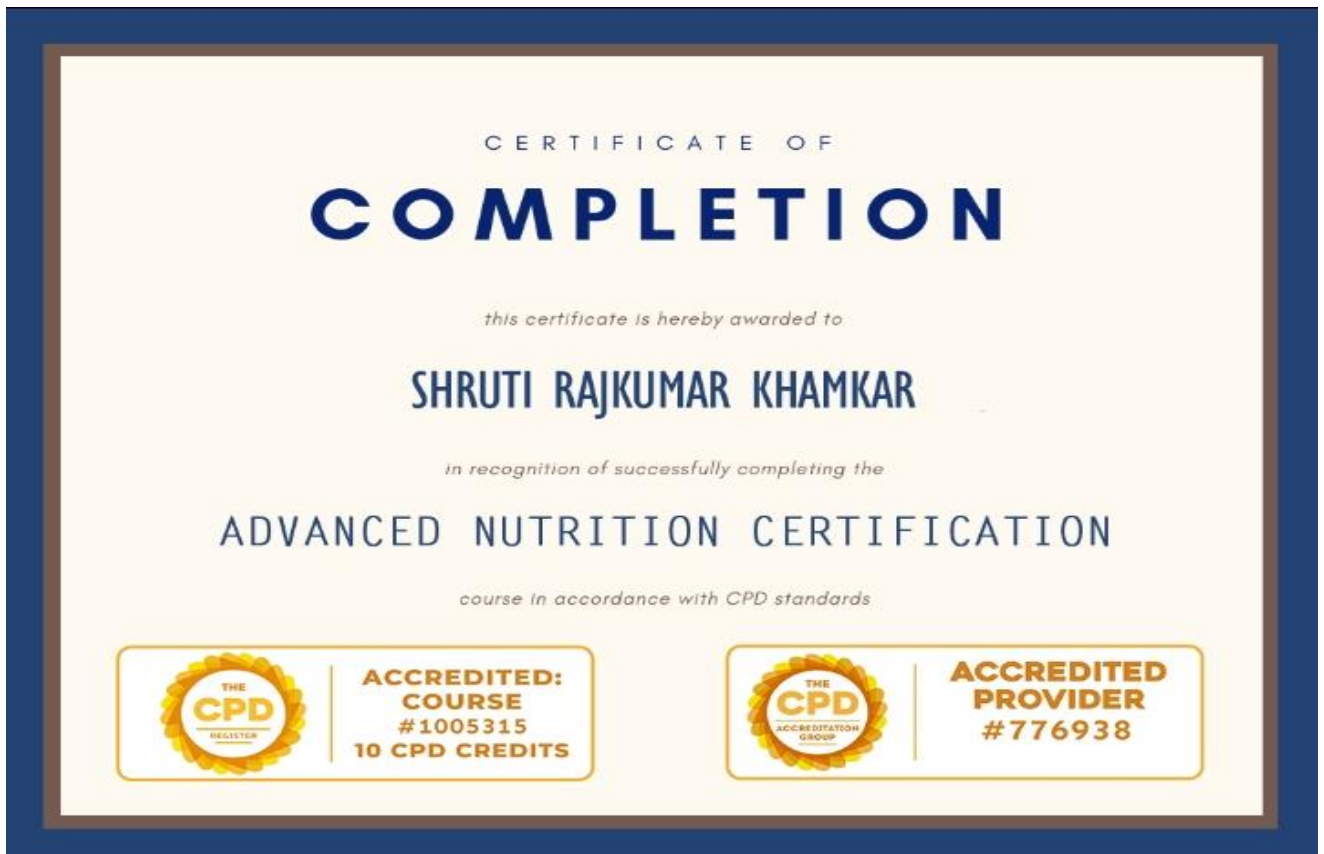 CERTIFICATE OF
COMPLETION
this certificate is hereby awarded to
SHRUTI RAJKUMAR KHAMKAR
in recognition of successfully completing the
ADVANCED NUTRITION CERTIFICATION
course in accordance with CPD standards
THE
CPD
REGISTER
ACCREDITED:
COURSE
#1005315
10 CPD CREDITS
THE
CPD
ACCREDITATION
GROUP
ACCREDITED
PROVIDER
#776938